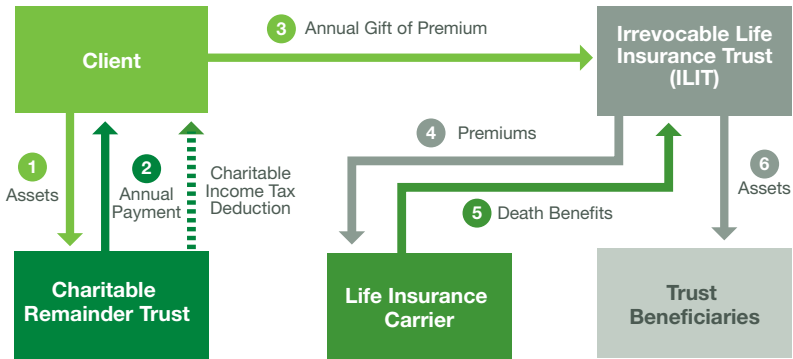 3 Annual Gift of Premium
Client
Irrevocable Life
Insurance Trust
(ILIT)
1
Assets
2
Annual
Payment
Charitable
Income Tax
Deduction
4 Premiums
5 Death Benefits
6
Assets
Charitable
Remainder Trust
Life Insurance
Carrier
Trust
Beneficiaries